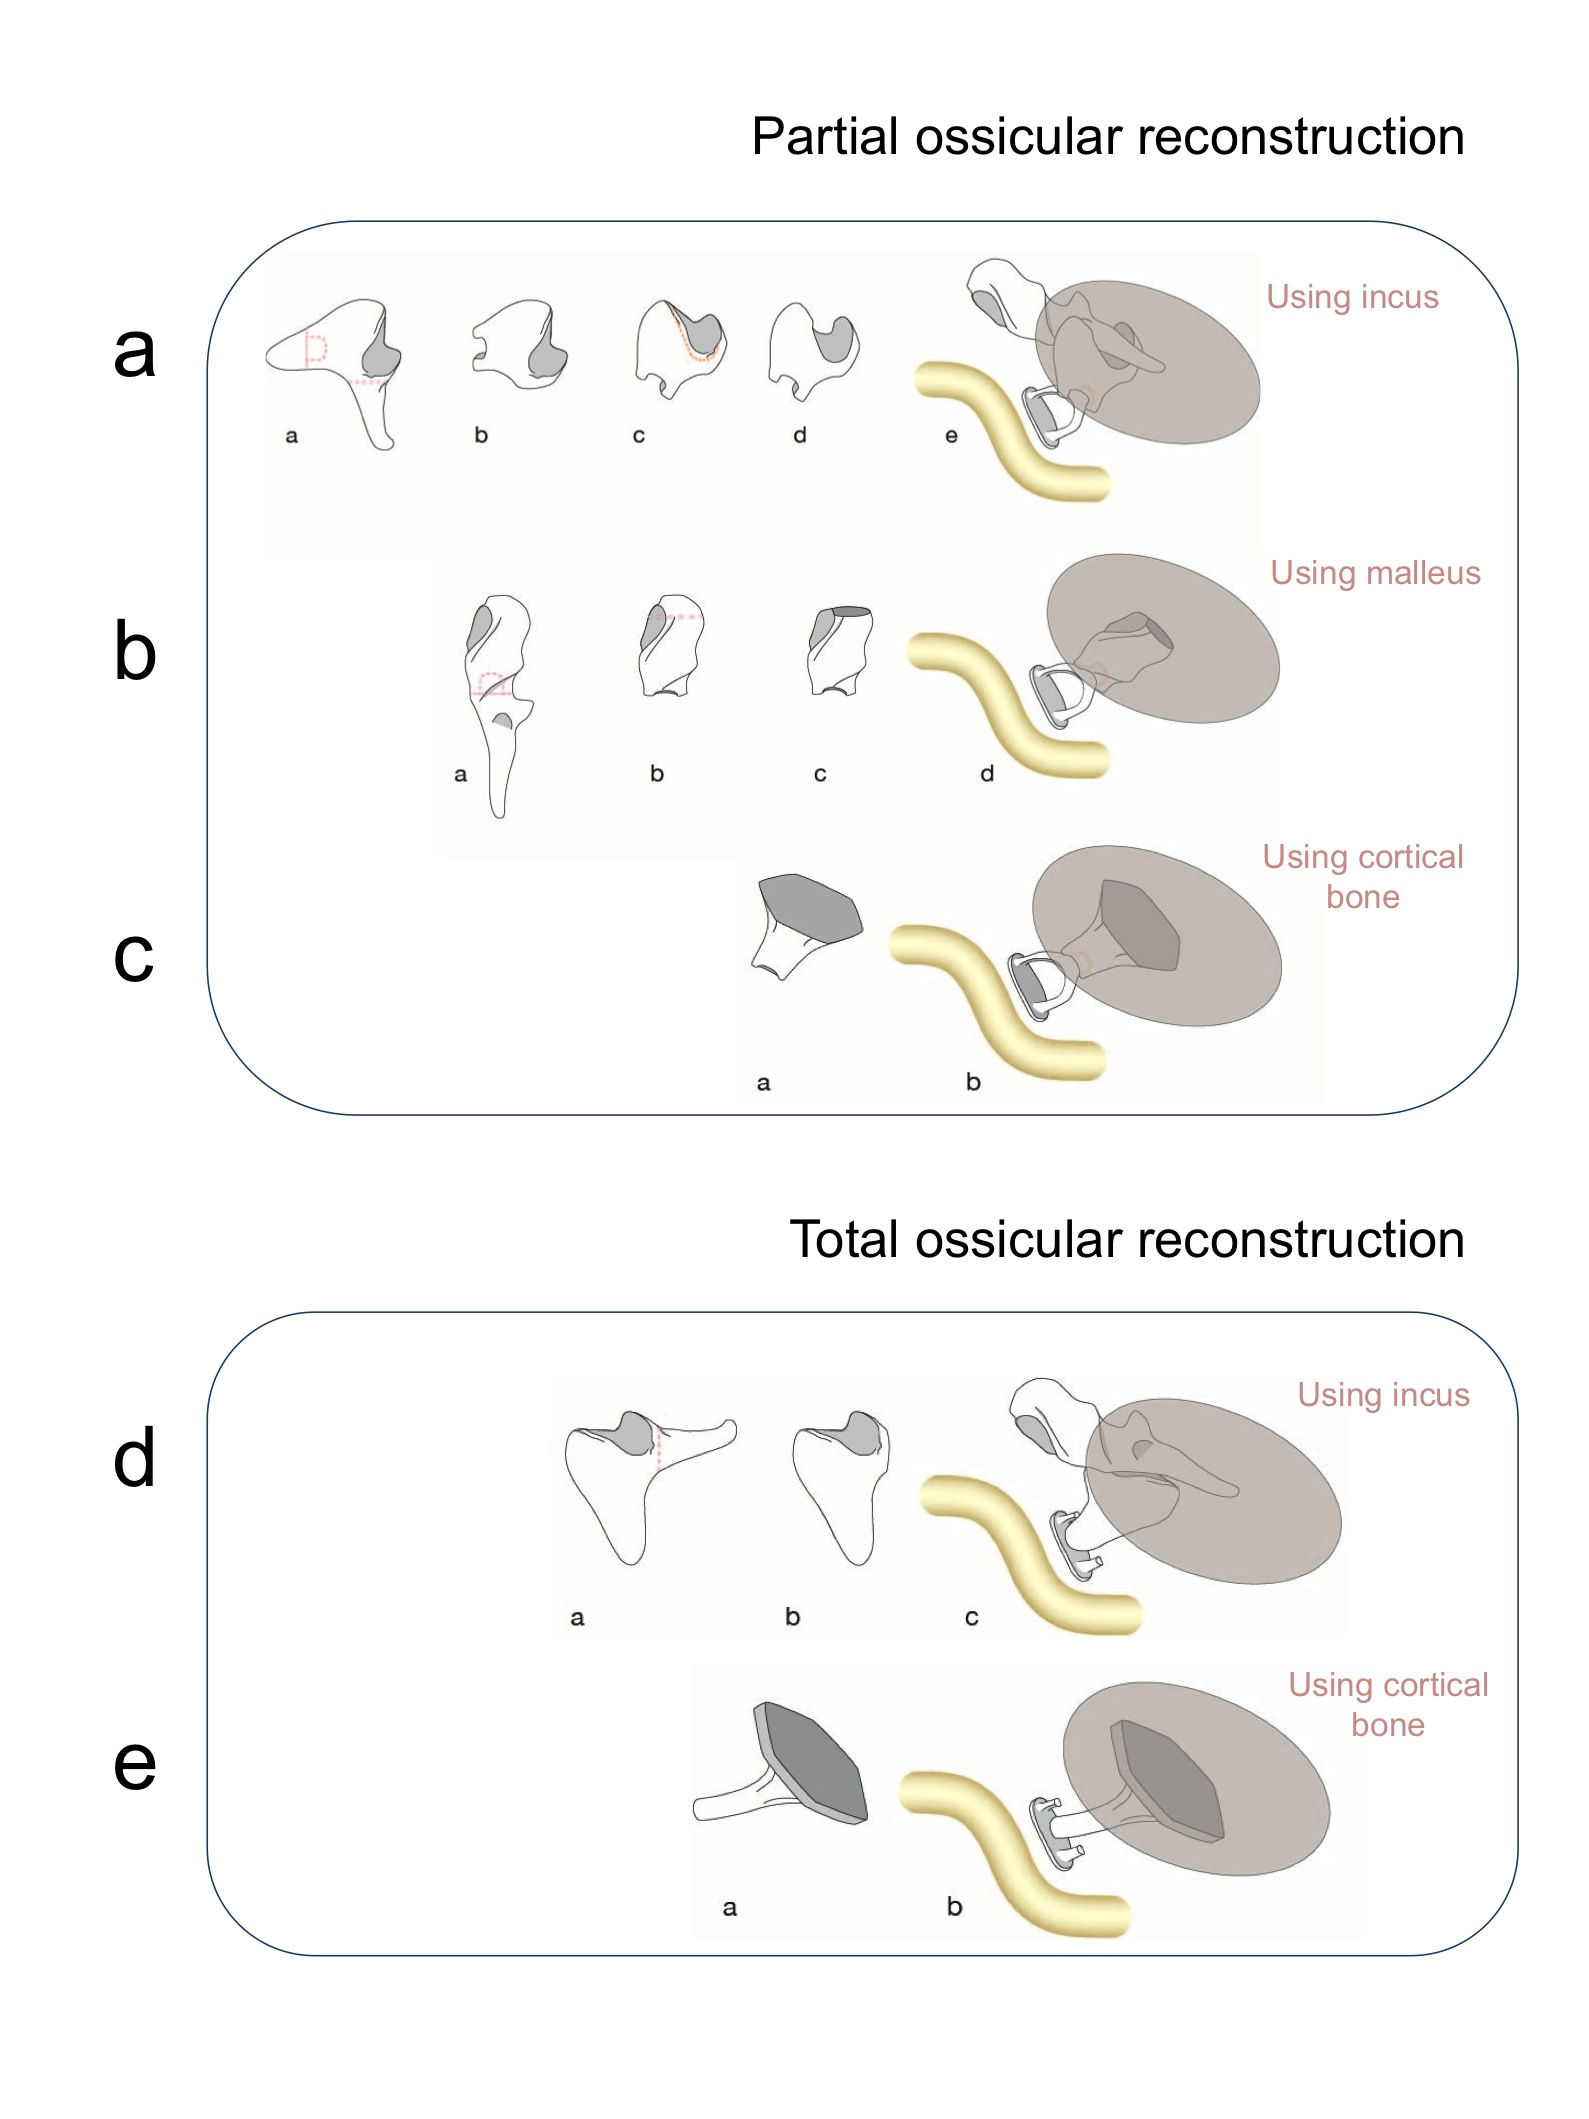 Partial ossicular reconstruction
a
Using incus
a b c d e
b
Using malleus
a b c d
c
Using cortical
bone
a b
Total ossicular reconstruction
d
Using incus
a b c
e
Using cortical
bone
a b